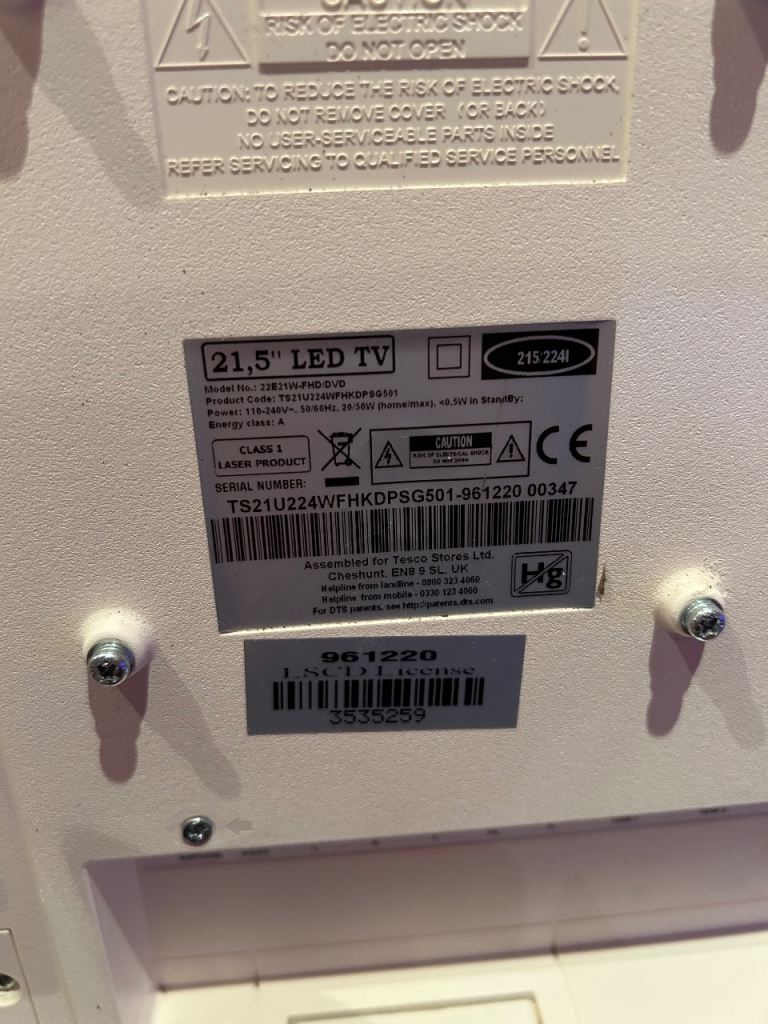 CAUTION
RISK OF ELECTRIC SHOCK
DO NOT OPEN
CAUTION: TO REDUCE THE RISK OF ELECTRIC SHOCK,
DO NOT REMOVE COVER (OR BACK)
NO USER-SERVICEABLE PARTS INSIDE
REFER SERVICING TO QUALIFIED SERVICE PERSONNEL
21,5" LED TV
215/224I
Model No.: 22E21W-FHD/DVD
Product Code: TS21U224WFHKDPSG501
Power: 110-240V~, 50/60Hz, 20/50W (home/max), <0,5W in StandBy:
Energy class: A
CLASS 1
LASER PRODUCT
CAUTION
RISK OF ELECTRICAL SHOCK
DO NOT OPEN
CE
SERIAL NUMBER:
TS21U224WFHKDPSG501-961220 00347
Assembled for Tesco Stores Ltd.
Cheshunt, EN8 9 SL, UK
Helpline from landline - 0800 323 4060
Helpline from mobile - 0330 123 4060
For DTS patents, see http://patents.dts.com
Hg
961220
LSCD License
3535259